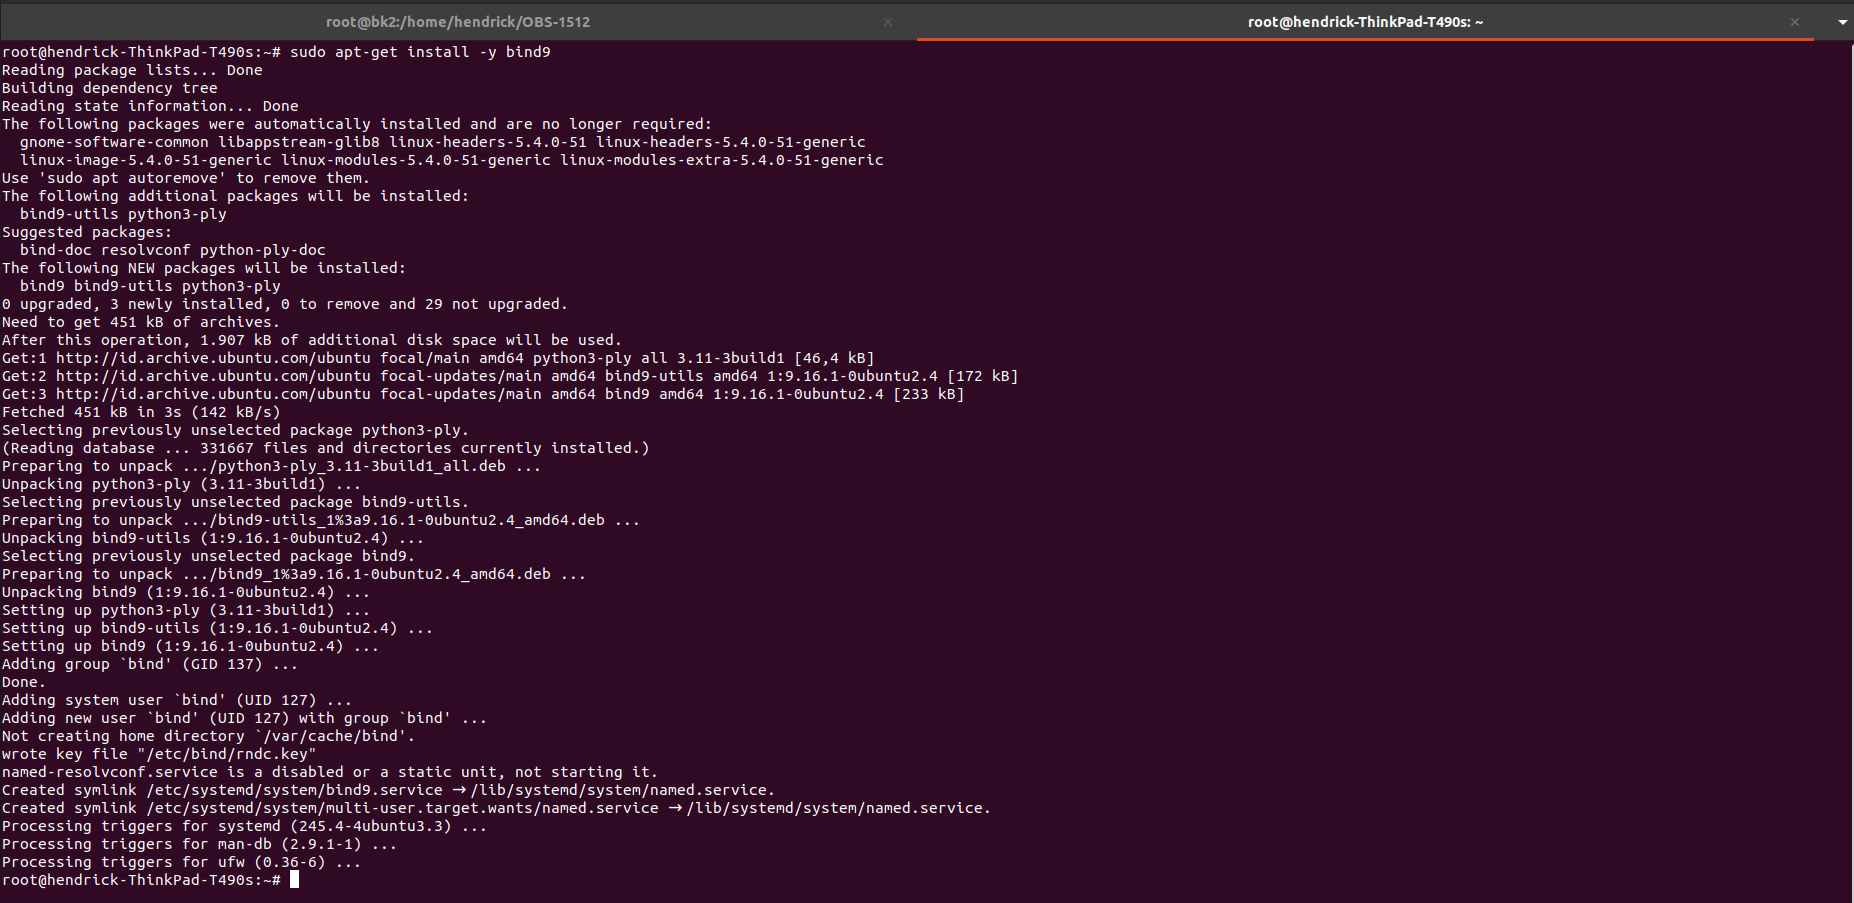 root@bk2:/home/hendrick/OBS-1512
root@hendrick-ThinkPad-T490s: ~
root@hendrick-ThinkPad-T490s:~# sudo apt-get install -y bind9
Reading package lists... Done
Building dependency tree
Reading state information... Done
The following packages were automatically installed and are no longer required:
  gnome-software-common libappstream-glib8 linux-headers-5.4.0-51 linux-headers-5.4.0-51-generic
  linux-image-5.4.0-51-generic linux-modules-5.4.0-51-generic linux-modules-extra-5.4.0-51-generic
Use 'sudo apt autoremove' to remove them.
The following additional packages will be installed:
  bind9-utils python3-ply
Suggested packages:
  bind-doc resolvconf python-ply-doc
The following NEW packages will be installed:
  bind9 bind9-utils python3-ply
0 upgraded, 3 newly installed, 0 to remove and 29 not upgraded.
Need to get 451 kB of archives.
After this operation, 1.907 kB of additional disk space will be used.
Get:1 http://id.archive.ubuntu.com/ubuntu focal/main amd64 python3-ply all 3.11-3build1 [46,4 kB]
Get:2 http://id.archive.ubuntu.com/ubuntu focal-updates/main amd64 bind9-utils amd64 1:9.16.1-0ubuntu2.4 [172 kB]
Get:3 http://id.archive.ubuntu.com/ubuntu focal-updates/main amd64 bind9 amd64 1:9.16.1-0ubuntu2.4 [233 kB]
Fetched 451 kB in 3s (142 kB/s)
Selecting previously unselected package python3-ply.
(Reading database ... 331667 files and directories currently installed.)
Preparing to unpack .../python3-ply_3.11-3build1_all.deb ...
Unpacking python3-ply (3.11-3build1) ...
Selecting previously unselected package bind9-utils.
Preparing to unpack .../bind9-utils_1%3a9.16.1-0ubuntu2.4_amd64.deb ...
Unpacking bind9-utils (1:9.16.1-0ubuntu2.4) ...
Selecting previously unselected package bind9.
Preparing to unpack .../bind9_1%3a9.16.1-0ubuntu2.4_amd64.deb ...
Unpacking bind9 (1:9.16.1-0ubuntu2.4) ...
Setting up python3-ply (3.11-3build1) ...
Setting up bind9-utils (1:9.16.1-0ubuntu2.4) ...
Setting up bind9 (1:9.16.1-0ubuntu2.4) ...
Adding group `bind' (GID 137) ...
Done.
Adding system user `bind' (UID 127) ...
Adding new user `bind' (UID 127) with group `bind' ...
Not creating home directory `/var/cache/bind'.
wrote key file "/etc/bind/rndc.key"
named-resolvconf.service is a disabled or a static unit, not starting it.
Created symlink /etc/systemd/system/bind9.service → /lib/systemd/system/named.service.
Created symlink /etc/systemd/system/multi-user.target.wants/named.service → /lib/systemd/system/named.service.
Processing triggers for systemd (245.4-4ubuntu3.3) ...
Processing triggers for man-db (2.9.1-1) ...
Processing triggers for ufw (0.36-6) ...
root@hendrick-ThinkPad-T490s:~#